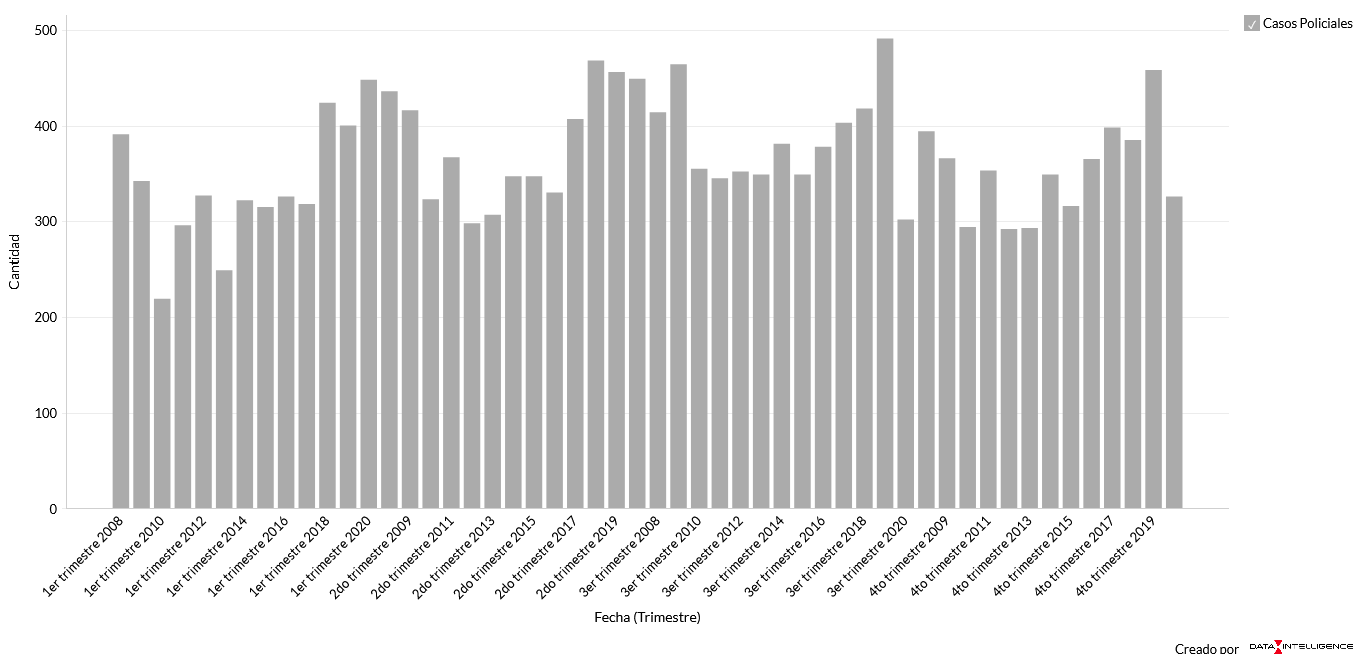 Casos Policiales
500
400
300
200
100
0
Cantidad
1er trimestre 2008
1er trimestre 2010
1er trimestre 2012
1er trimestre 2014
1er trimestre 2016
1er trimestre 2018
1er trimestre 2020
2do trimestre 2009
2do trimestre 2011
2do trimestre 2013
2do trimestre 2015
2do trimestre 2017
2do trimestre 2019
3er trimestre 2008
3er trimestre 2010
3er trimestre 2012
3er trimestre 2014
3er trimestre 2016
3er trimestre 2018
3er trimestre 2020
4to trimestre 2009
4to trimestre 2011
4to trimestre 2013
4to trimestre 2015
4to trimestre 2017
4to trimestre 2019
Fecha (Trimestre)
Creado por DATA INTELLIGENCE